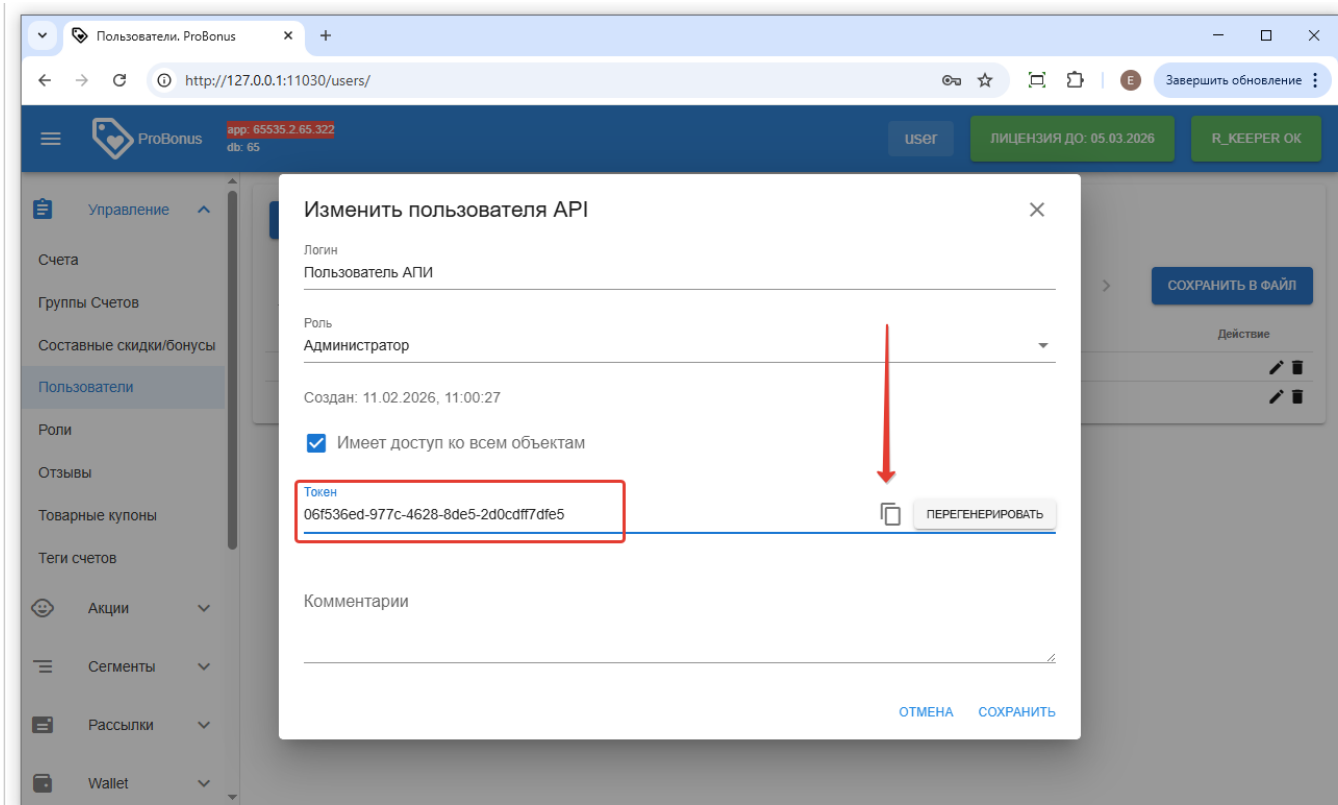 Пользователи. ProBonus
http://127.0.0.1:11030/users/
E
Завершить обновление
ProBonus
app: 65535.2.65.322
db: 65
user
ЛИЦЕНЗИЯ ДО: 05.03.2026
R_KEEPER OK
Управление
Счета
Группы Счетов
Составные скидки/бонусы
Пользователи
Роли
Отзывы
Товарные купоны
Теги счетов
Акции
Сегменты
Рассылки
Wallet
СОХРАНИТЬ В ФАЙЛ
Действие
Изменить пользователя API
Логин
Пользователь АПИ
Роль
Администратор
Создан: 11.02.2026, 11:00:27
Имеет доступ ко всем объектам
Токен
06f536ed-977c-4628-8de5-2d0cdff7dfe5
ПЕРЕГЕНЕРИРОВАТЬ
Комментарии
ОТМЕНА СОХРАНИТЬ